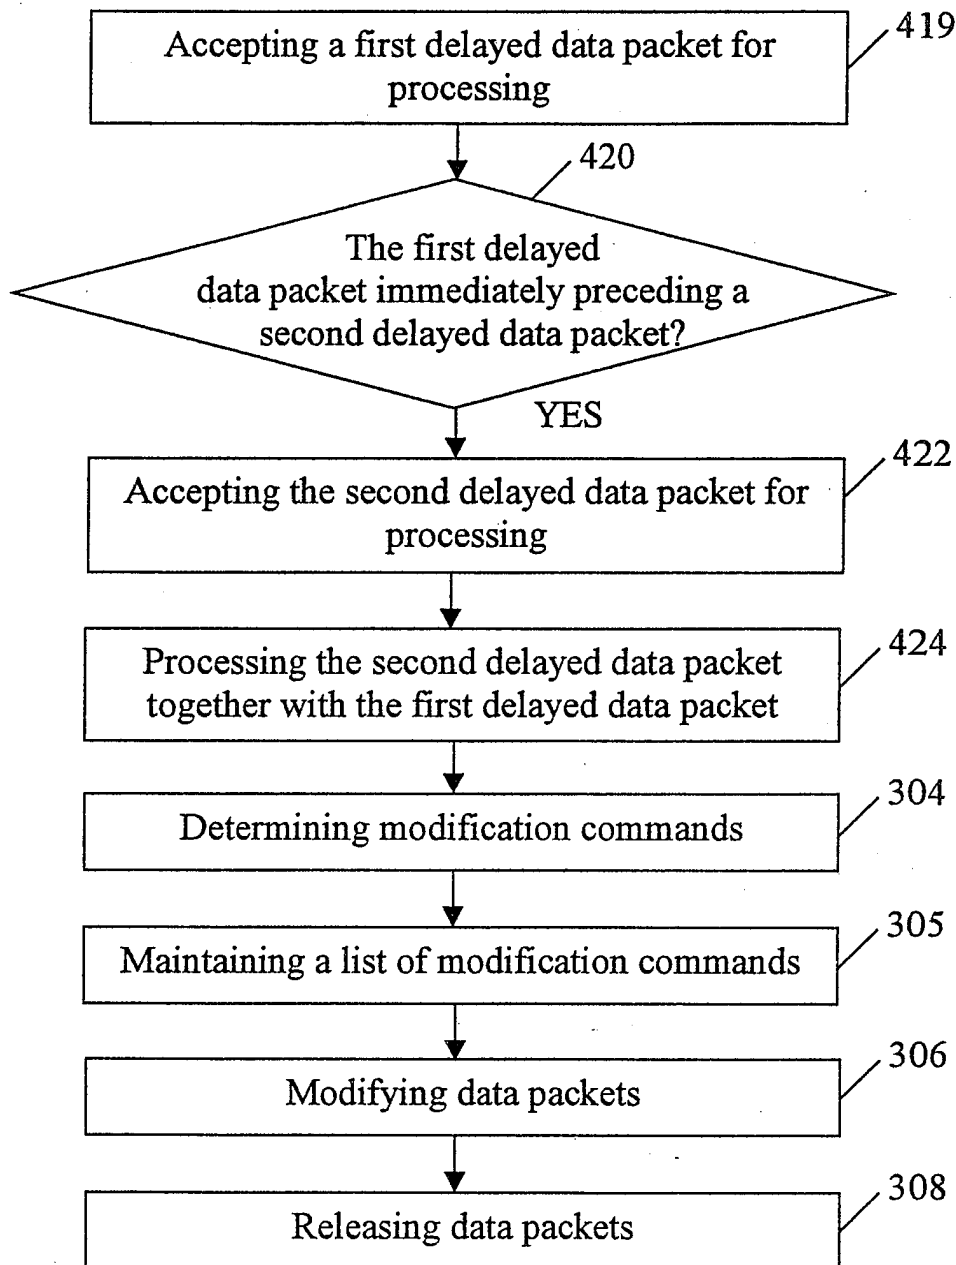 Accepting a first delayed data packet for
processing
419
420
The first delayed
data packet immediately preceding a
second delayed data packet?
YES
422
Accepting the second delayed data packet for
processing
424
Processing the second delayed data packet
together with the first delayed data packet
304
Determining modification commands
305
Maintaining a list of modification commands
306
Modifying data packets
308
Releasing data packets